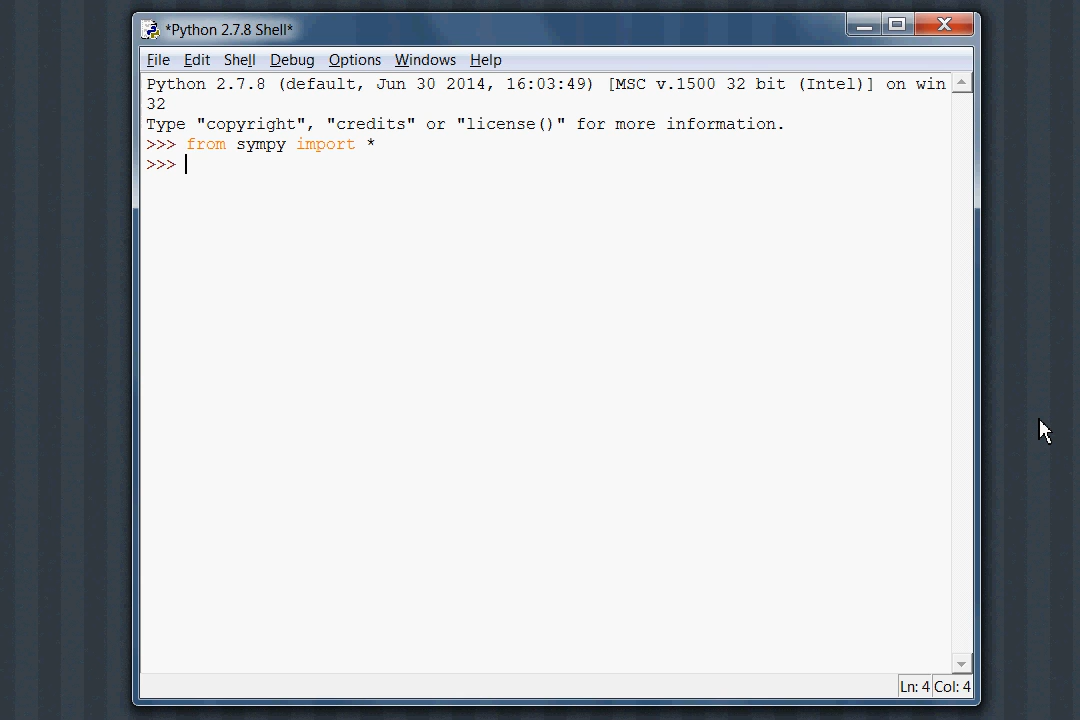 *Python 2.7.8 Shell*
File Edit Shell Debug Options Windows Help
Python 2.7.8 (default, Jun 30 2014, 16:03:49) [MSC v.1500 32 bit (Intel)] on win
32
Type "copyright", "credits" or "license()" for more information.
>>> from sympy import *
>>>
Ln: 4 Col: 4